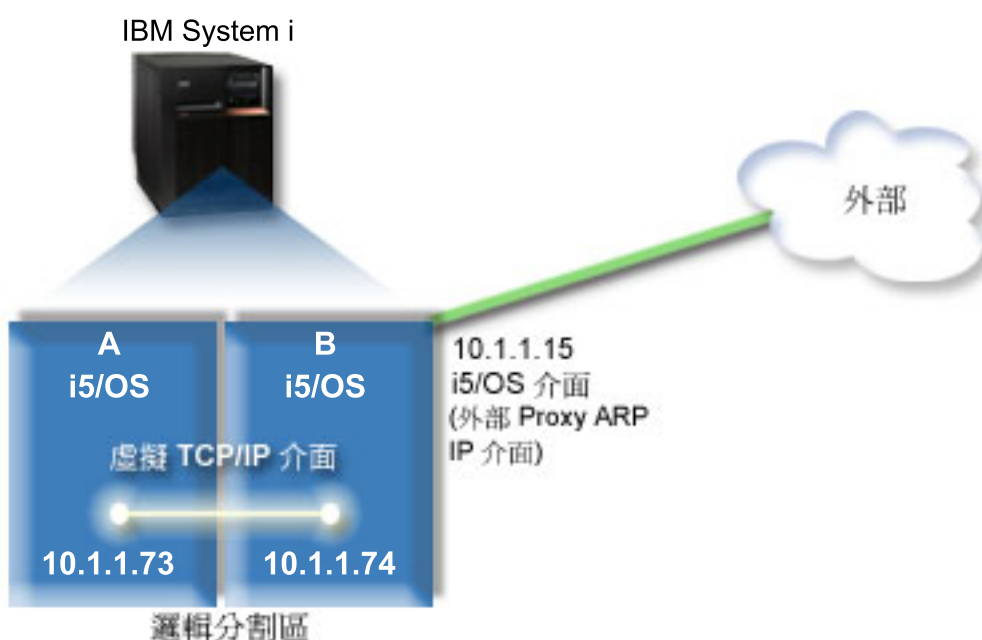 IBM System i
外部
A
i5/OS
B
i5/OS
10.1.1.15
i5/OS 介面
(外部 Proxy ARP
IP 介面)
虛擬 TCP/IP 介面
10.1.1.73
10.1.1.74
邏輯分割區